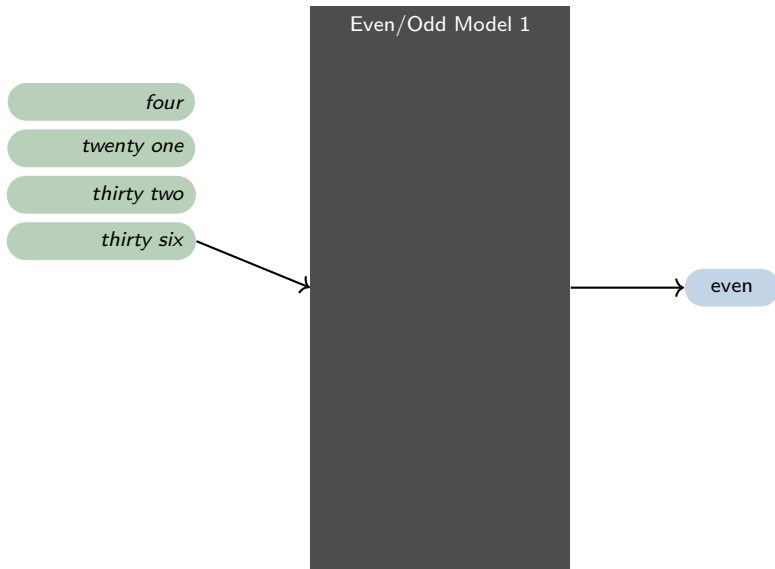 Even/Odd Model 1
four
twenty one
thirty two
thirty six
even